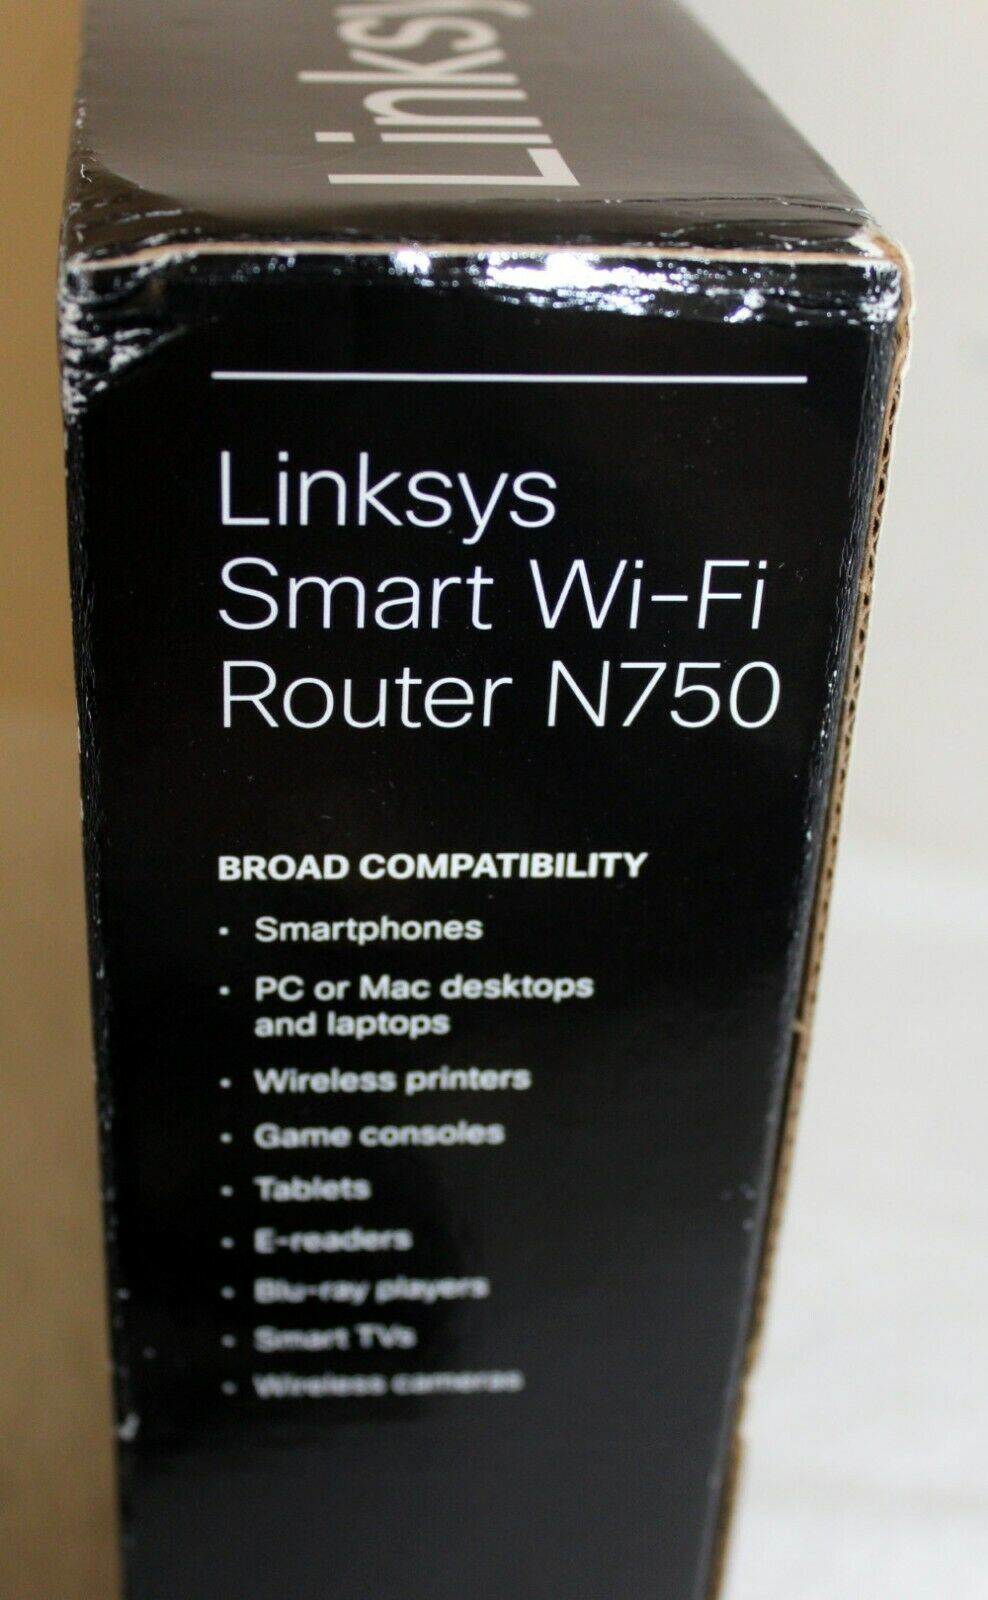 Linksy
Linksys
Smart Wi-Fi
Router N750
BROAD COMPATIBILITY
• Smartphones
• PC or Mac desktops
and laptops
• Wireless printers
• Game consoles
• Tablets
• E-readers
• Blu-ray players
• Smart TVs
• Wireless cameras